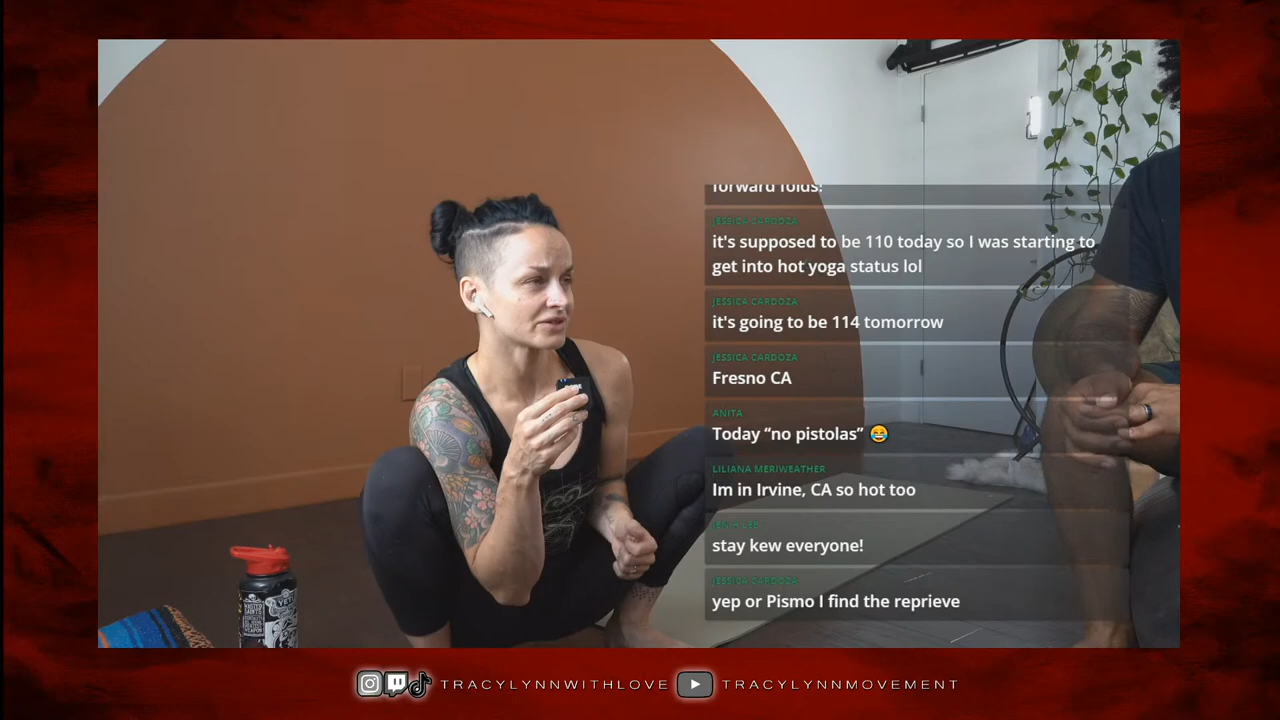 forward folds!
JESSICA CARDOZA
it's supposed to be 110 today so I was starting to
get into hot yoga status lol
JESSICA CARDOZA
it's going to be 114 tomorrow
JESSICA CARDOZA
Fresno CA
ANITA
Today “no pistolas” 😂
LILIANA MERIWEATHER
Im in Irvine, CA so hot too
stay kew everyone!
JESSICA CARDOZA
yep or Pismo I find the reprieve
YETI
TRACYLYNNWITHLOVE
TRACYLYNNMOVEMENT